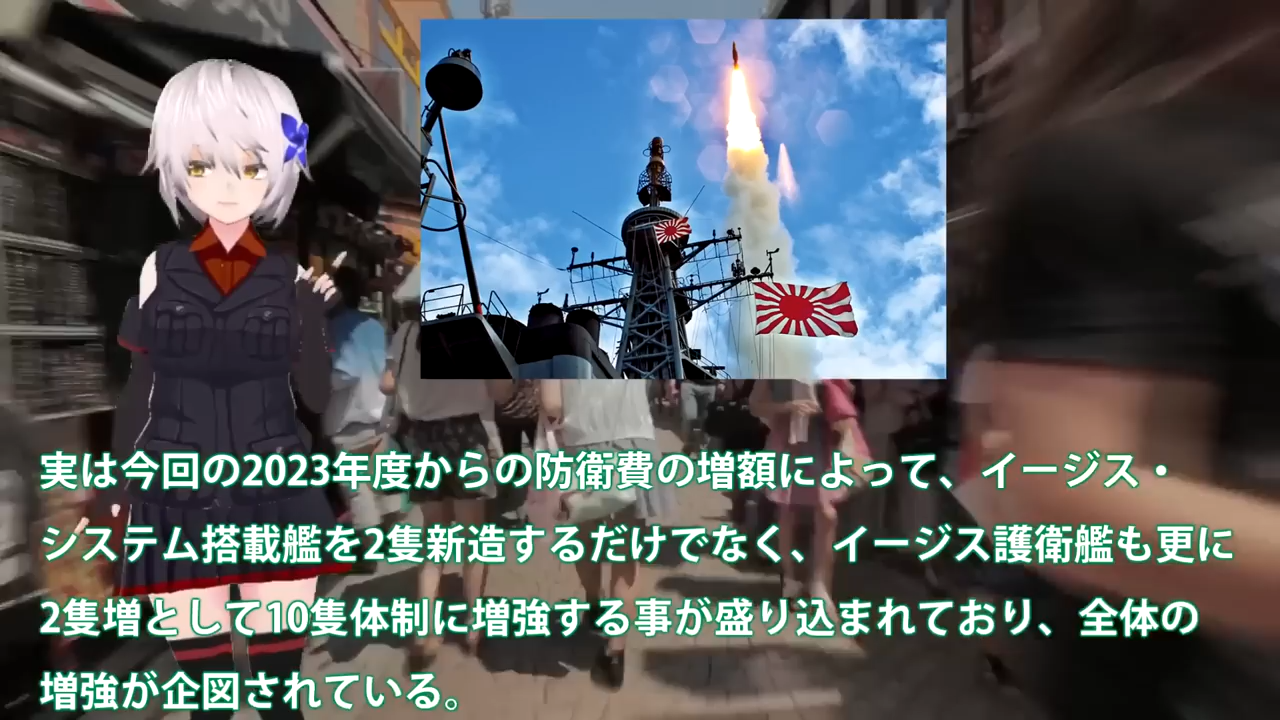 実は今回の2023年度からの防衛費の増額によって、イージス・
システム搭載艦を2隻新造するだけでなく、イージス護衛艦も更に
2隻増として10隻体制に増強する事が盛り込まれており、全体の
増強が企図されている。